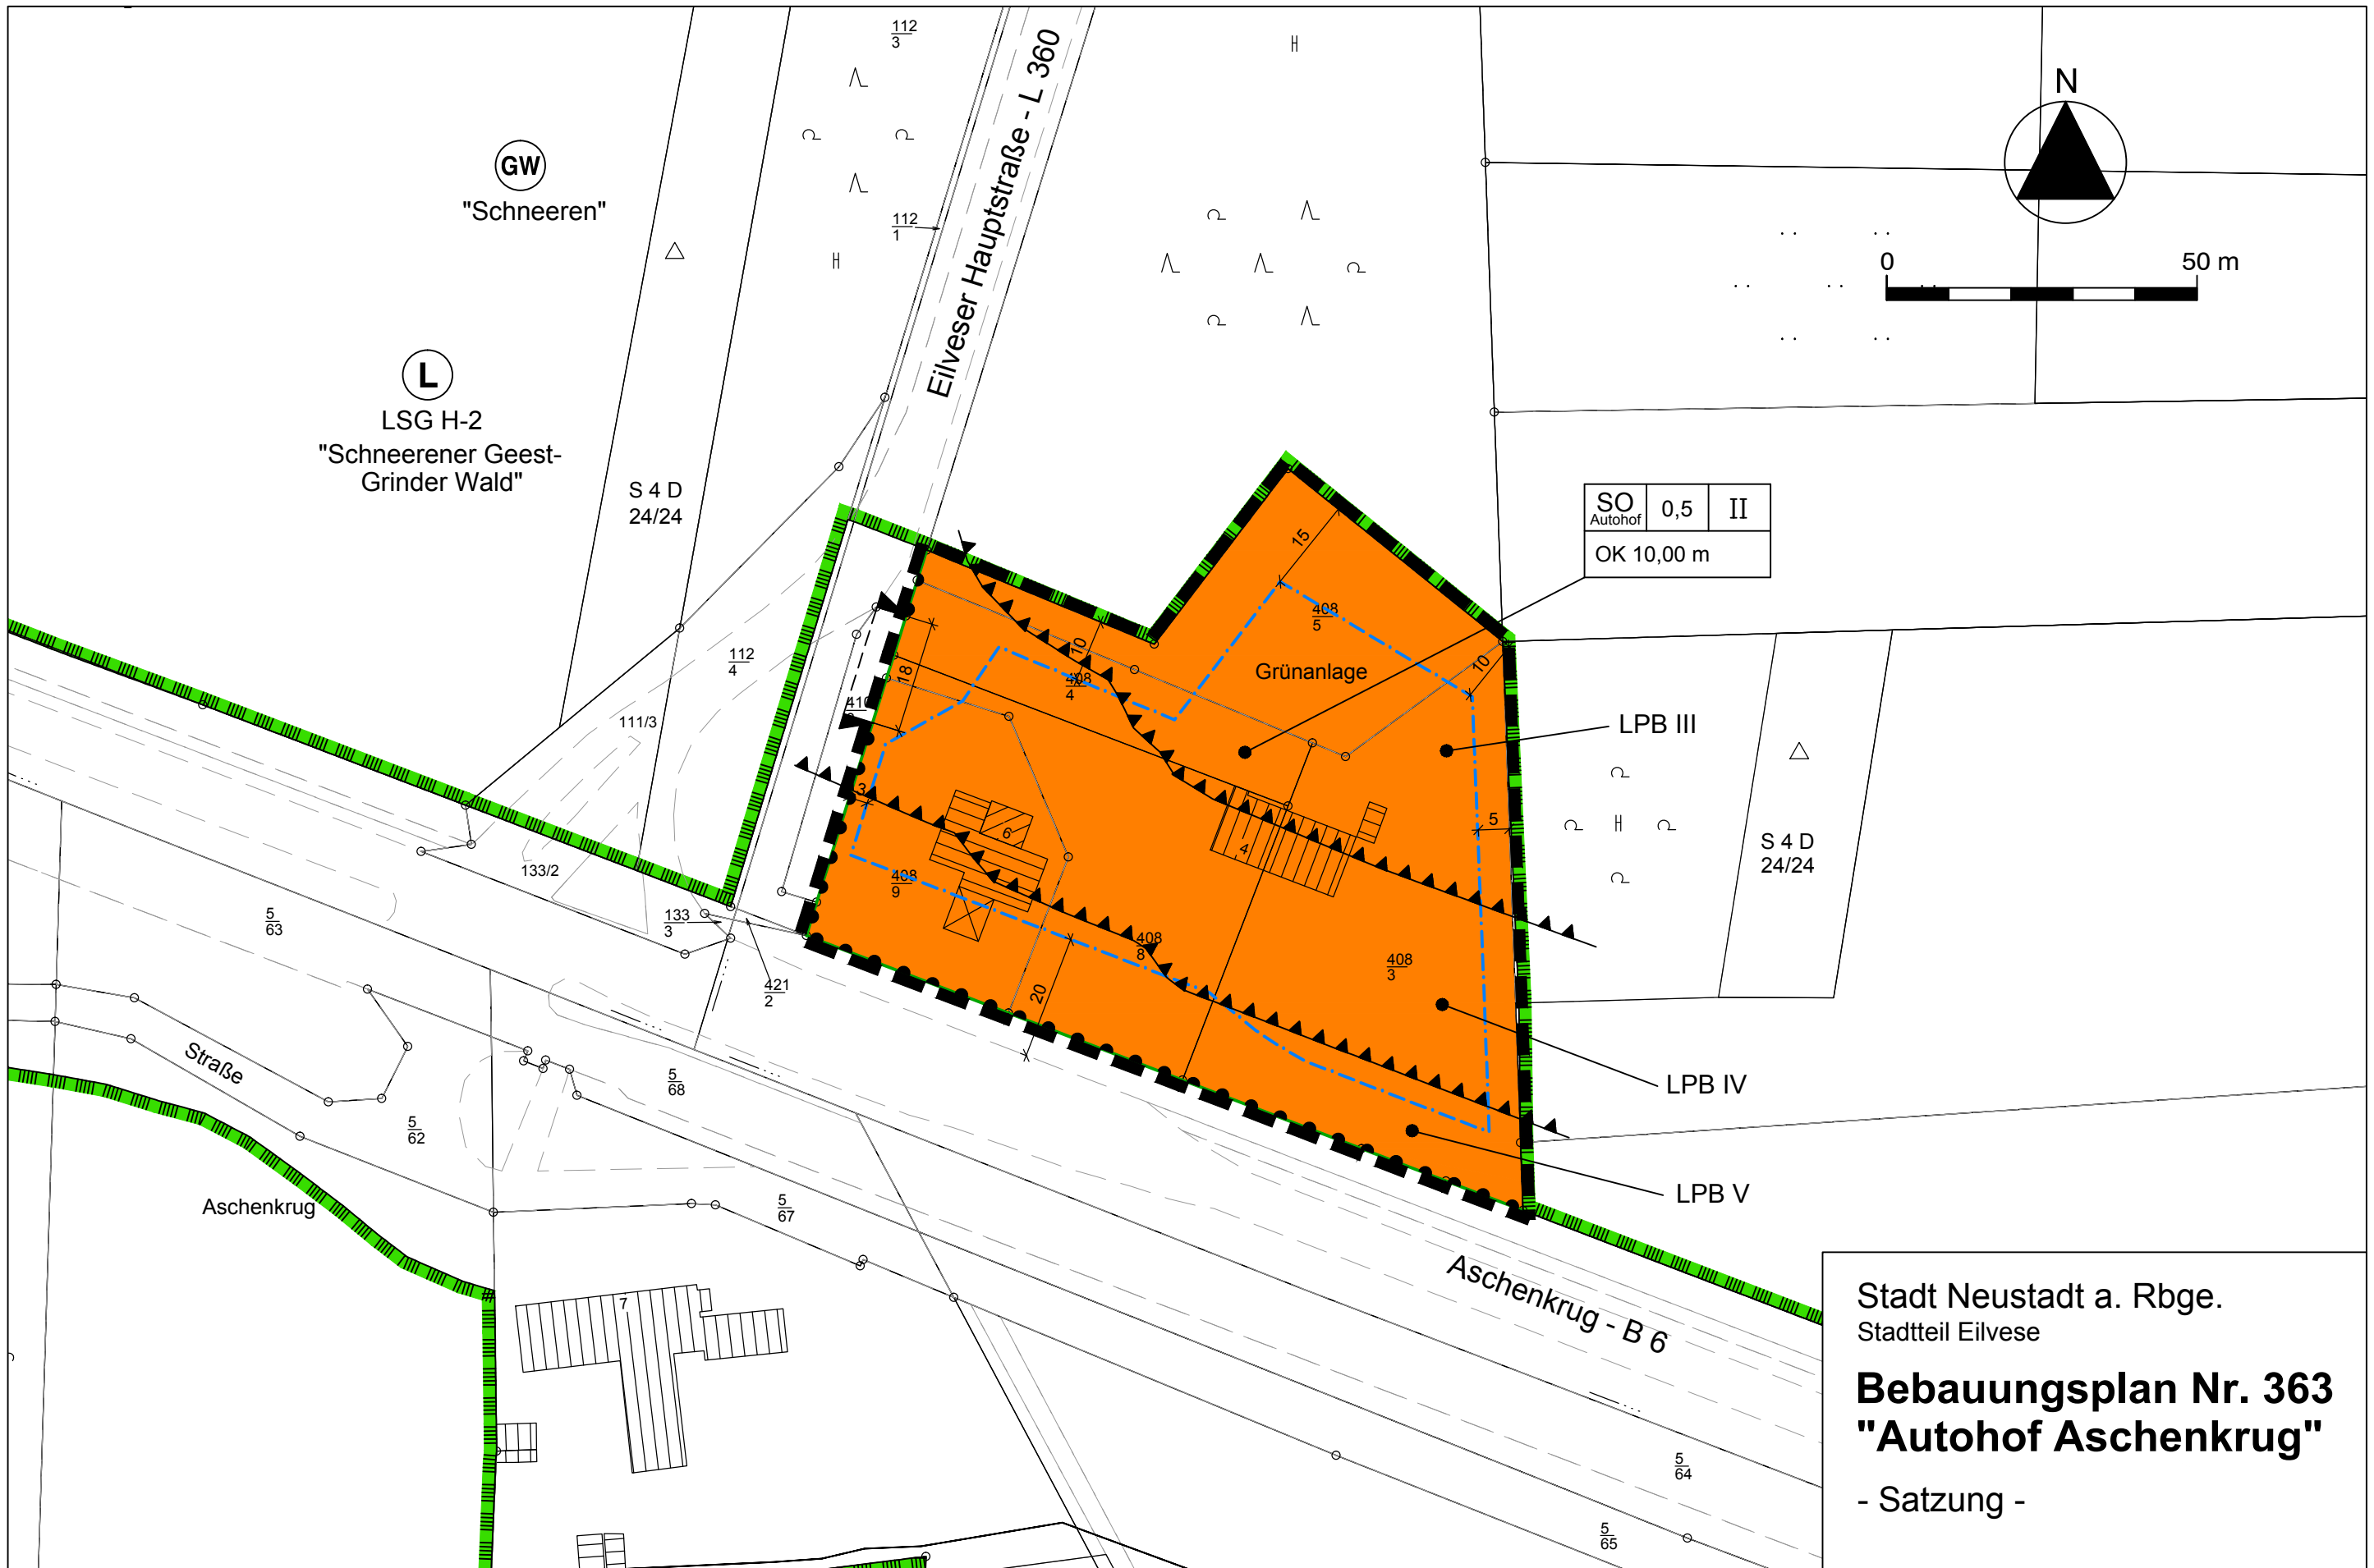 112
3
Eilveser Hauptstraße - L 360
N
GW
"Schneeren"
112
1
0
50 m
L
LSG H-2
"Schneerener Geest-
Grinder Wald"
S 4 D
24/24
SO
Autohof
0,5
II
OK 10,00 m
15
408
5
10
Grünanlage
10
18
408
4
112
4
111/3
LPB III
3
6
4
5
S 4 D
24/24
133/2
408
9
5
63
133
3
408
8
408
3
421
2
20
Straße
5
68
LPB IV
5
62
Aschenkrug
5
67
LPB V
Aschenkrug - B 6
7
Stadt Neustadt a. Rbge.
Stadtteil Eilvese
Bebauungsplan Nr. 363
"Autohof Aschenkrug"
- Satzung -
5
64
5
65